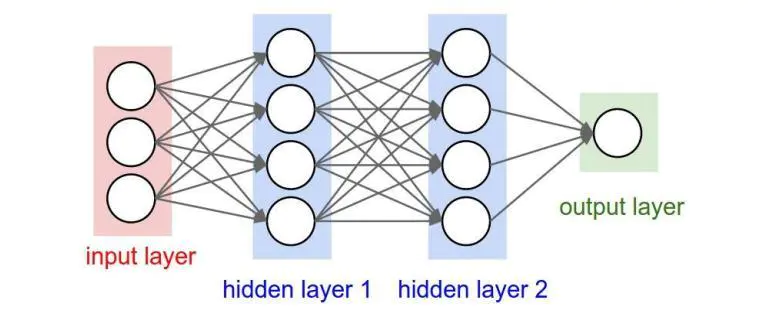 input layer
hidden layer 1
hidden layer 2
output layer